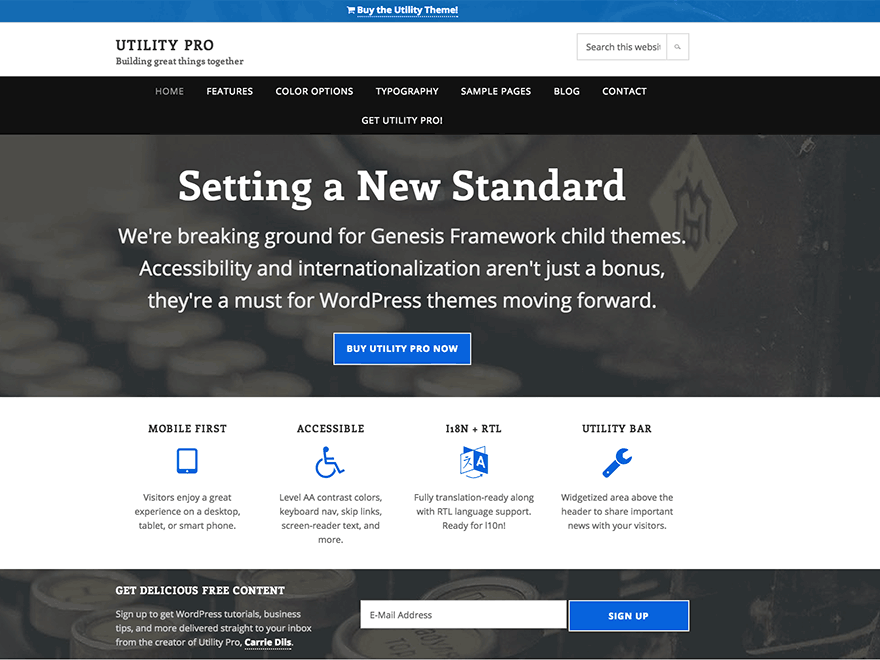 Buy the Utility Theme!
UTILITY PRO
Building great things together
Search this websi
HOME FEATURES COLOR OPTIONS TYPOGRAPHY SAMPLE PAGES BLOG CONTACT
GET UTILITY PRO!
Setting a New Standard
We're breaking ground for Genesis Framework child themes.
Accessibility and internationalization aren't just a bonus,
they're a must for WordPress themes moving forward.
BUY UTILITY PRO NOW
MOBILE FIRST
Visitors enjoy a great
experience on a desktop,
tablet, or smart phone.
ACCESSIBLE
Level AA contrast colors,
keyboard nav, skip links,
screen-reader text, and
more.
I18N + RTL
Fully translation-ready along
with RTL language support.
Ready for i10n!
UTILITY BAR
Widgetized area above the
header to share important
news with your visitors.
GET DELICIOUS FREE CONTENT
Sign up to get WordPress tutorials, business
tips, and more delivered straight to your inbox
from the creator of Utility Pro, Carrie Dils.
E-Mail Address
SIGN UP